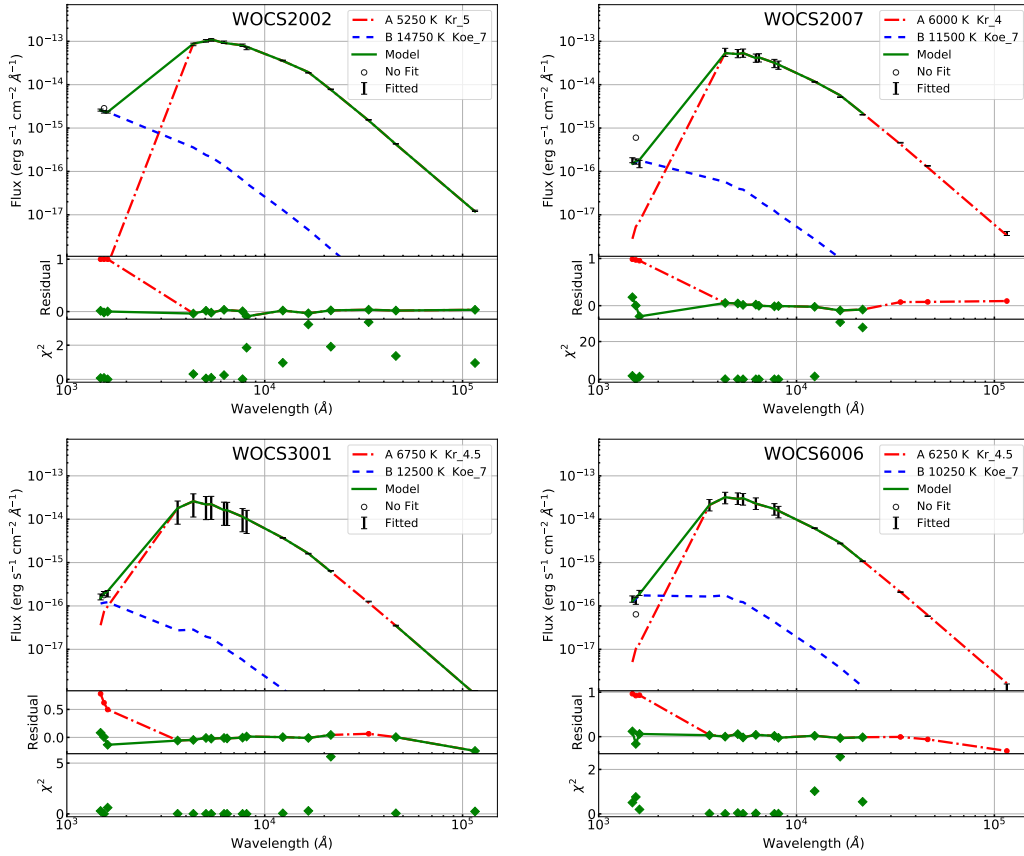 WOCS2002
A 5250 K Kr_5
B 14750 K Koe_7
Model
No Fit
Fitted
Flux (erg s⁻¹ cm⁻² Å⁻¹)
10⁻¹³
10⁻¹⁴
10⁻¹⁵
10⁻¹⁶
10⁻¹⁷
Residual
1
0
χ²
2
0
10³
10⁴
10⁵
Wavelength (Å)
WOCS2007
A 6000 K Kr_4
B 11500 K Koe_7
Model
No Fit
Fitted
Flux (erg s⁻¹ cm⁻² Å⁻¹)
10⁻¹³
10⁻¹⁴
10⁻¹⁵
10⁻¹⁶
10⁻¹⁷
Residual
1
0
χ²
20
0
10³
10⁴
10⁵
Wavelength (Å)
WOCS3001
A 6750 K Kr_4.5
B 12500 K Koe_7
Model
No Fit
Fitted
Flux (erg s⁻¹ cm⁻² Å⁻¹)
10⁻¹³
10⁻¹⁴
10⁻¹⁵
10⁻¹⁶
10⁻¹⁷
Residual
0.5
0.0
χ²
5
0
10³
10⁴
10⁵
Wavelength (Å)
WOCS6006
A 6250 K Kr_4.5
B 10250 K Koe_7
Model
No Fit
Fitted
Flux (erg s⁻¹ cm⁻² Å⁻¹)
10⁻¹³
10⁻¹⁴
10⁻¹⁵
10⁻¹⁶
10⁻¹⁷
Residual
1
0
χ²
2
0
10³
10⁴
10⁵
Wavelength (Å)